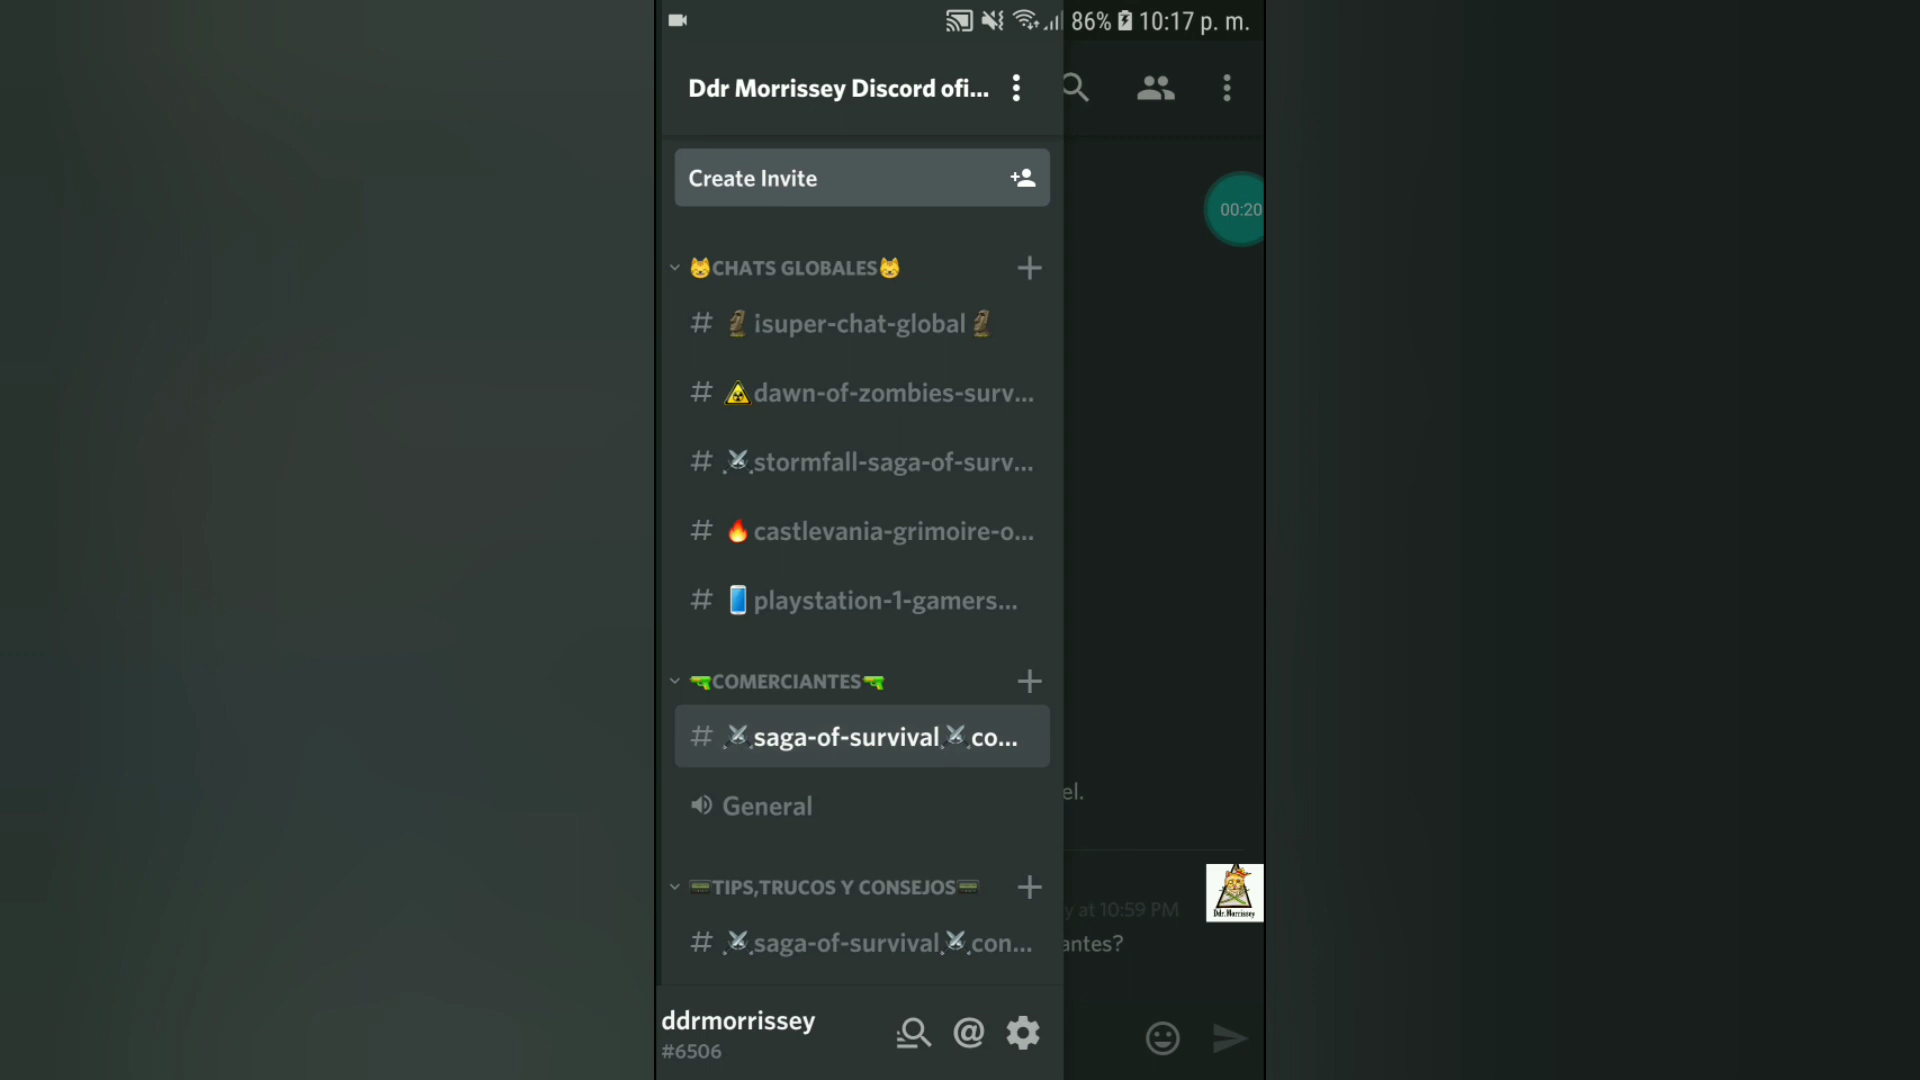 86% 10:17 p. m.
Ddr Morrissey Discord ofi...
Create Invite
00:20
CHATS GLOBALES
# isuper-chat-global
# dawn-of-zombies-surv...
# stormfall-saga-of-surv...
# castlevania-grimoire-o...
# playstation-1-gamers...
COMERCIANTES
# saga-of-survival co...
el.
General
TIPS,TRUCOS Y CONSEJOS
Ddr.Morrissey
y at 10:59 PM
# saga-of-survival con...
antes?
ddrmorrissey
#6506